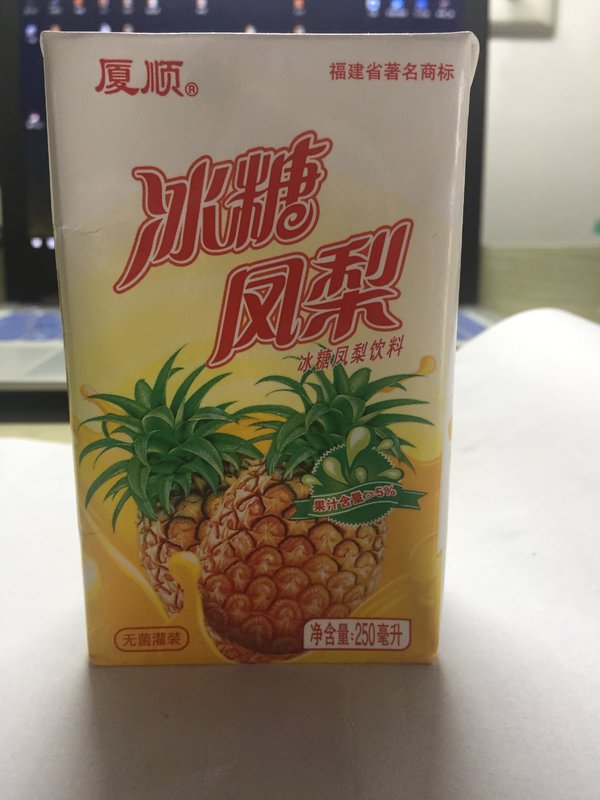 厦顺®
福建省著名商标
冰糖
凤梨
冰糖凤梨饮料
果汁含量≥5%
无菌灌装
净含量:250毫升